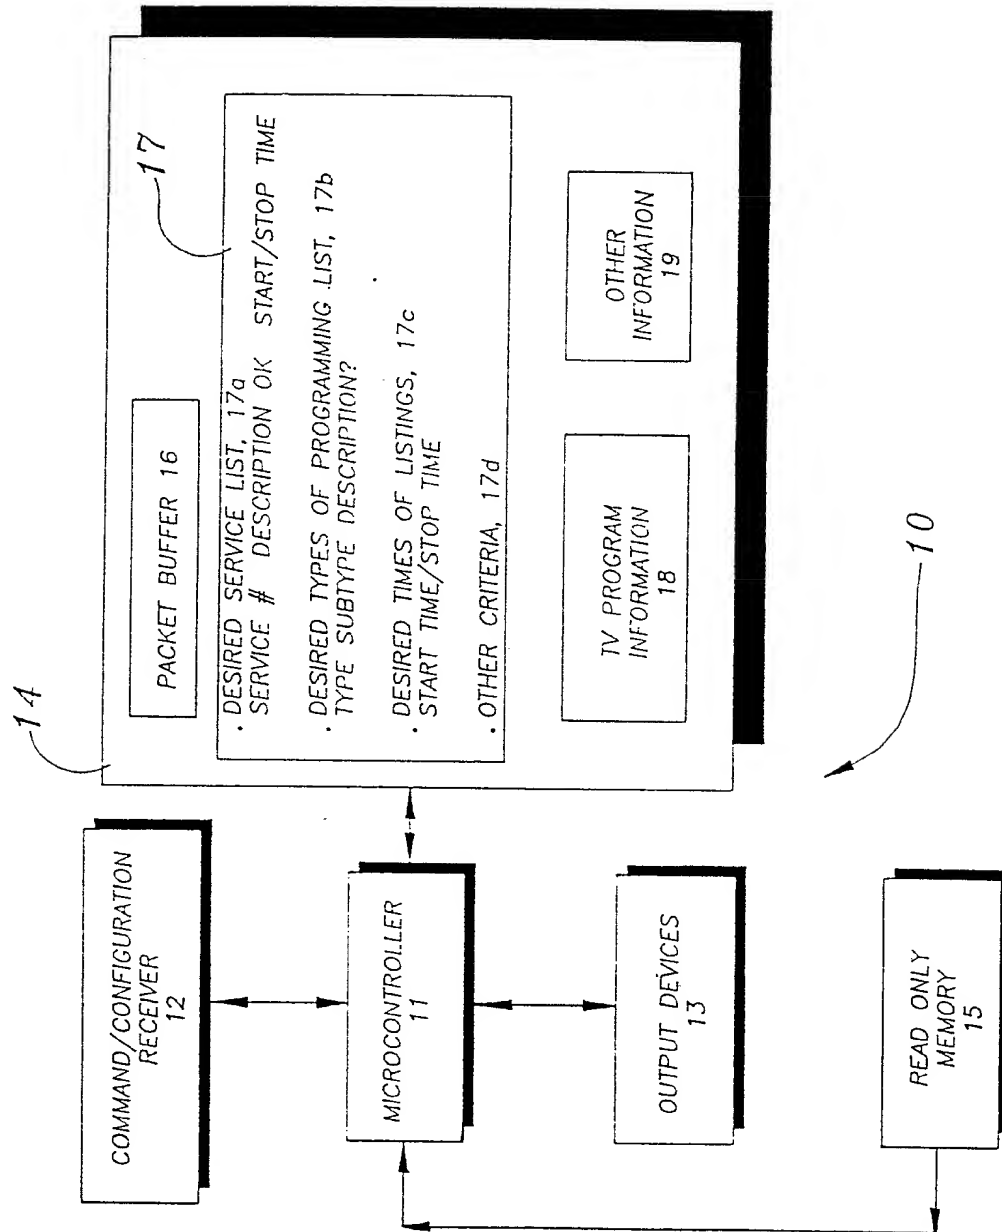 COMMAND/CONFIGURATION
RECEIVER
12
MICROCONTROLLER
11
OUTPUT DEVICES
13
READ ONLY
MEMORY
15
14
PACKET BUFFER 16
17
· DESIRED SERVICE LIST, 17a
SERVICE # DESCRIPTION OK START/STOP TIME
· DESIRED TYPES OF PROGRAMMING LIST, 17b
TYPE SUBTYPE DESCRIPTION?
· DESIRED TIMES OF LISTINGS, 17c
START TIME/STOP TIME
· OTHER CRITERIA, 17d
TV PROGRAM
INFORMATION
18
OTHER
INFORMATION
19
10